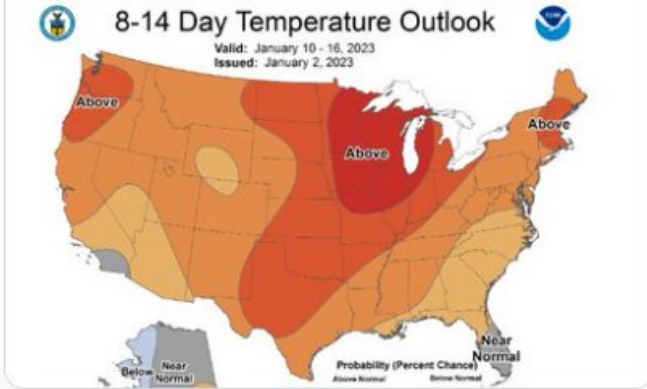 8-14 Day Temperature Outlook
Valid: January 10 - 16, 2023
Issued: January 2, 2023
Above
Above
Above
Near
Normal
Below
Near
Normal
Probability (Percent Chance)
Above Normal
Below Normal